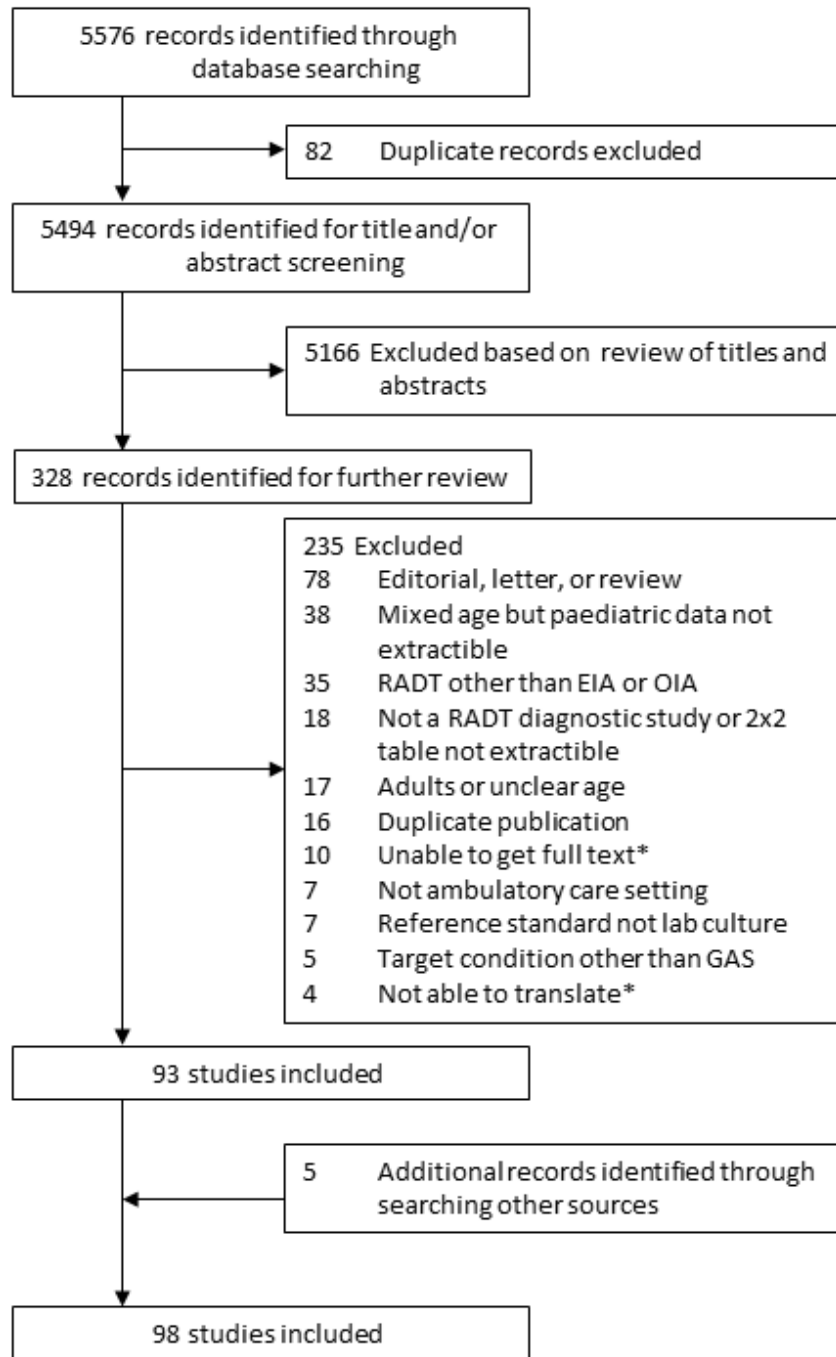 5576 records identified through
database searching
82 Duplicate records excluded
5494 records identified for title and/or
abstract screening
5166 Excluded based on review of titles and
abstracts
328 records identified for further review
235 Excluded
78 Editorial, letter, or review
38 Mixed age but paediatric data not
extractible
35 RADT other than EIA or OIA
18 Not a RADT diagnostic study or 2x2
table not extractible
17 Adults or unclear age
16 Duplicate publication
10 Unable to get full text*
7 Not ambulatory care setting
7 Reference standard not lab culture
5 Target condition other than GAS
4 Not able to translate*
93 studies included
5 Additional records identified through
searching other sources
98 studies included